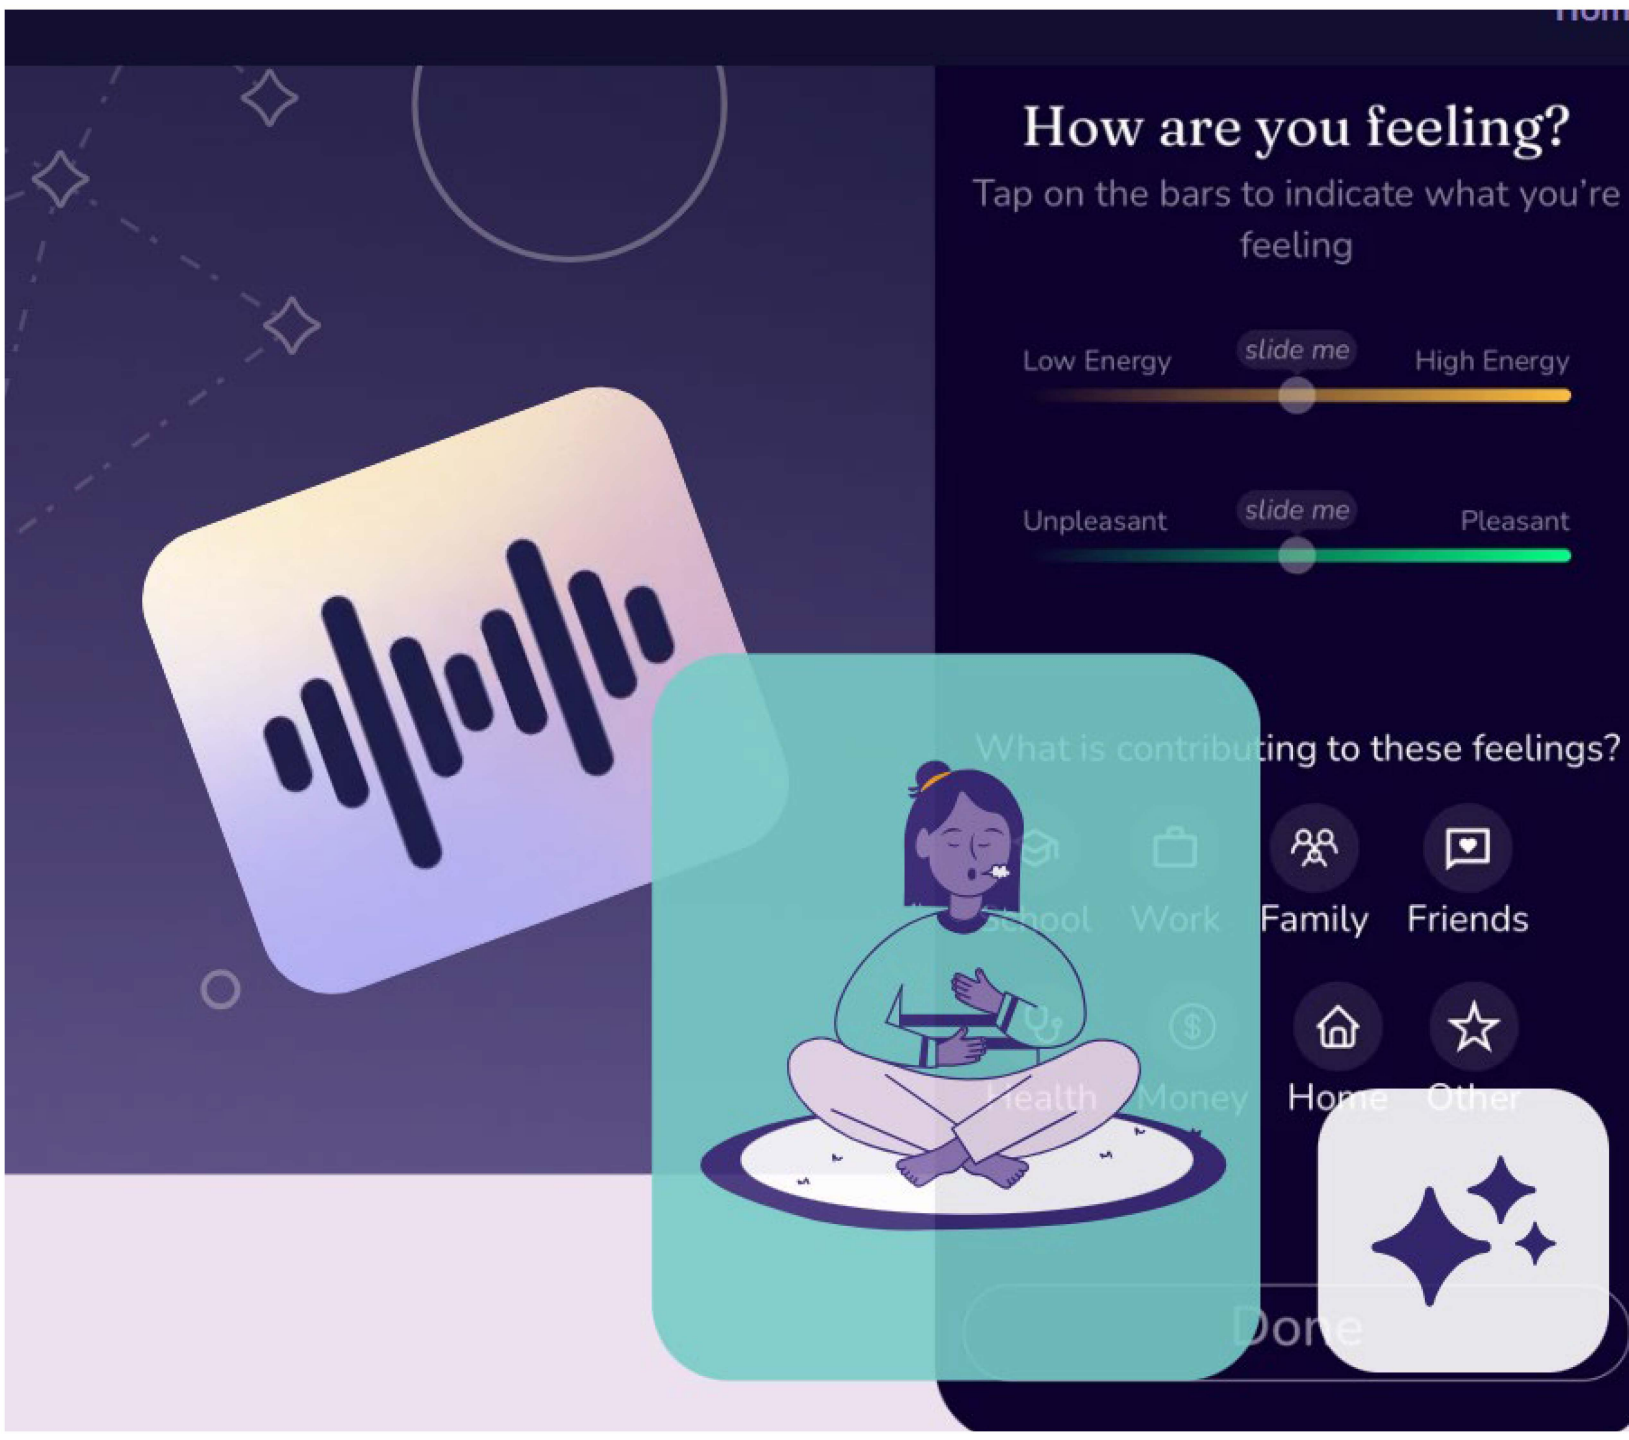 Hom
How are you feeling?
Tap on the bars to indicate what you're
feeling
Low Energy slide me High Energy
Unpleasant slide me Pleasant
What is contributing to these feelings?
School Work Family Friends
Health Money Home Other
Done